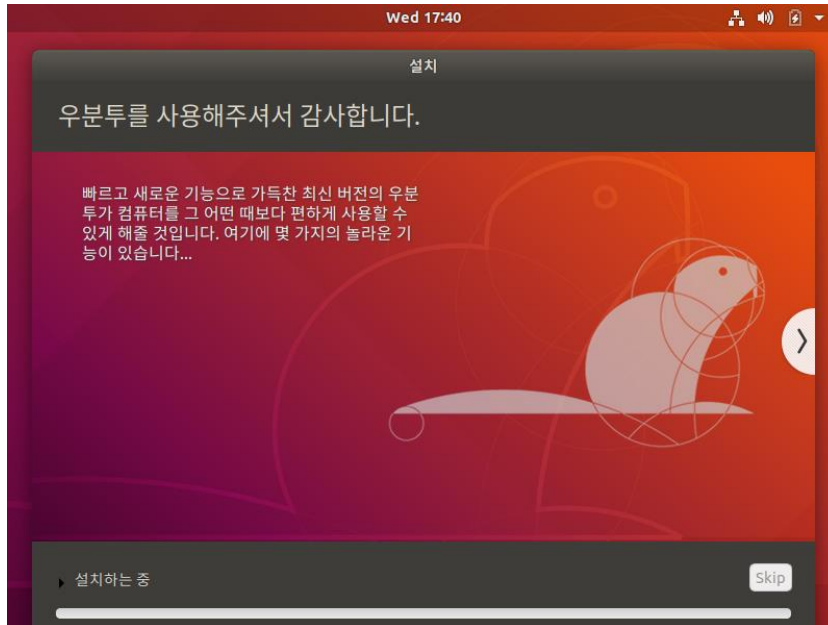 Wed 17:40
설치
우분투를 사용해주셔서 감사합니다.
빠르고 새로운 기능으로 가득찬 최신 버전의 우분
투가 컴퓨터를 그 어떤 때보다 편하게 사용할 수
있게 해줄 것입니다. 여기에 몇 가지의 놀라운 기
능이 있습니다...
설치하는 중
Skip